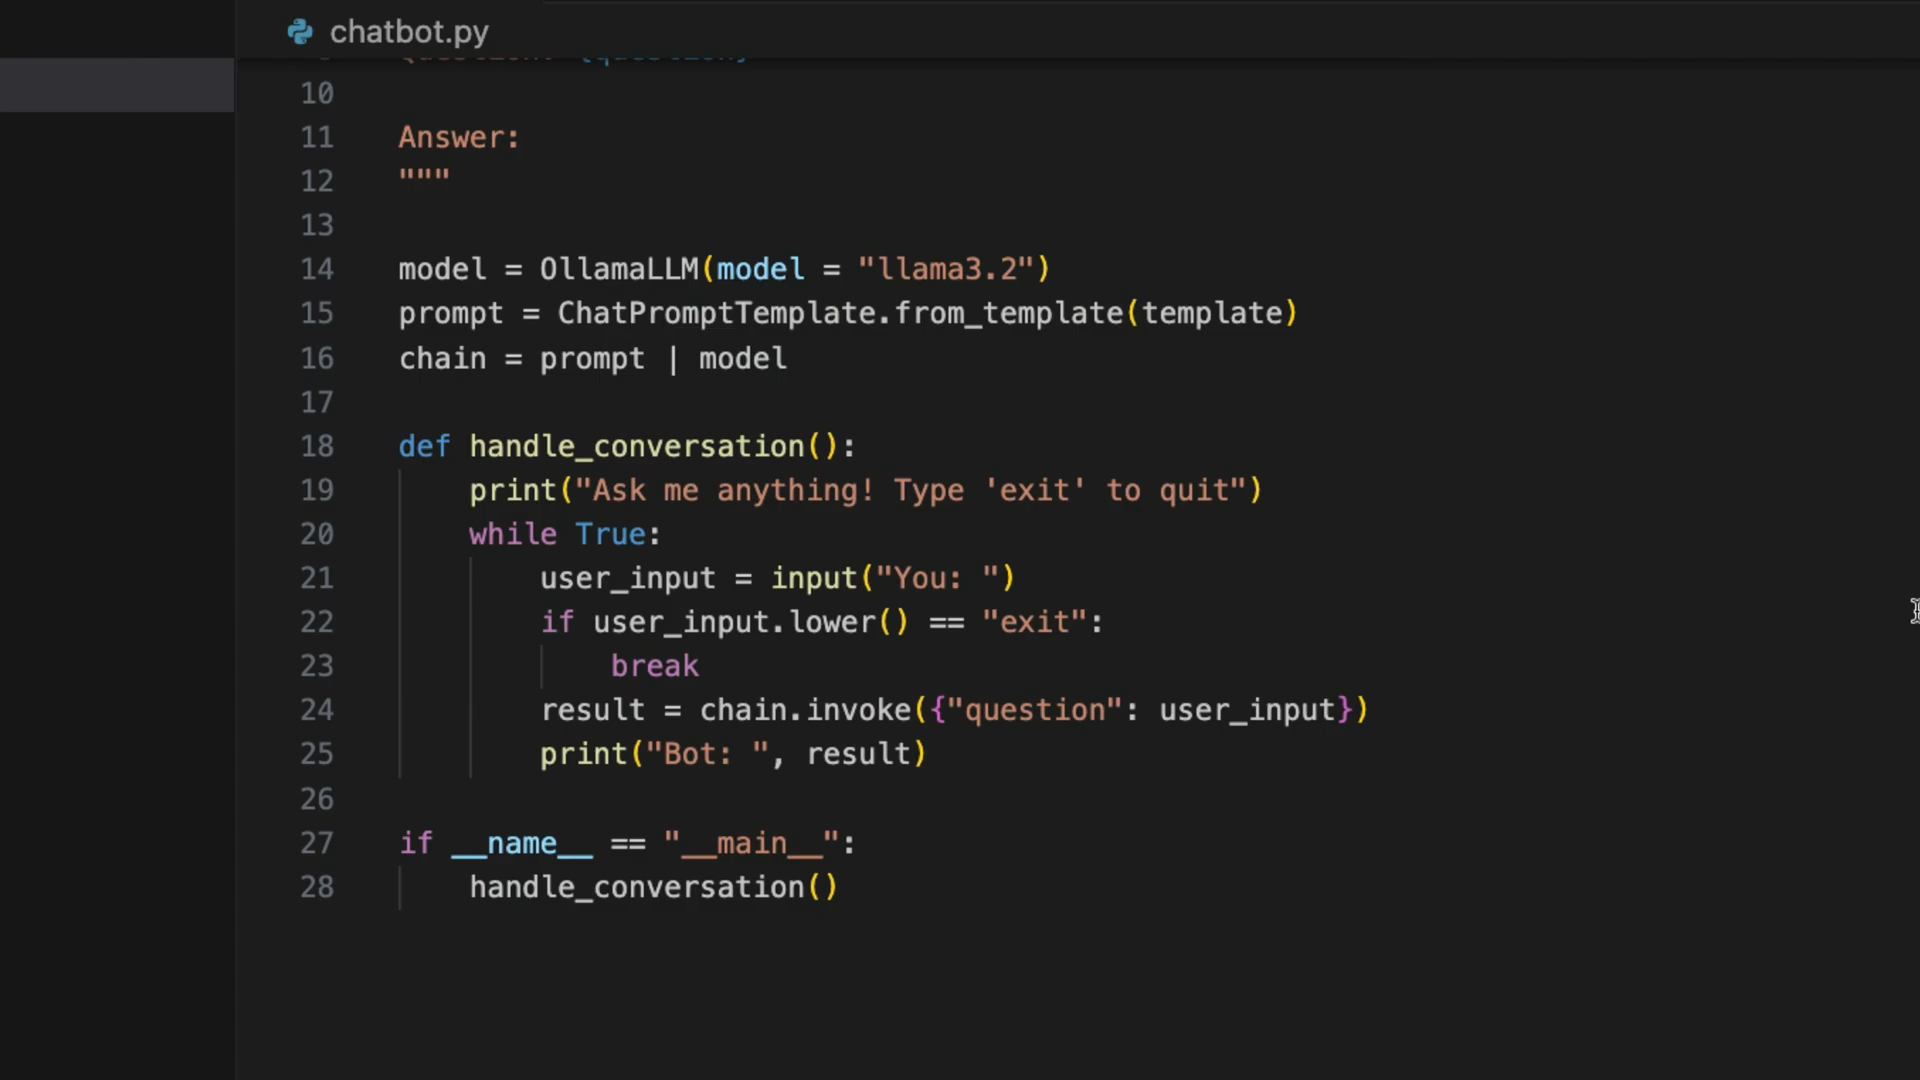 chatbot.py
10
11 Answer:
12 """
13
14 model = OllamaLLM(model = "llama3.2")
15 prompt = ChatPromptTemplate.from_template(template)
16 chain = prompt | model
17
18 def handle_conversation():
19     print("Ask me anything! Type 'exit' to quit")
20     while True:
21         user_input = input("You: ")
22         if user_input.lower() == "exit":
23             break
24         result = chain.invoke({"question": user_input})
25         print("Bot: ", result)
26
27 if __name__ == "__main__":
28     handle_conversation()